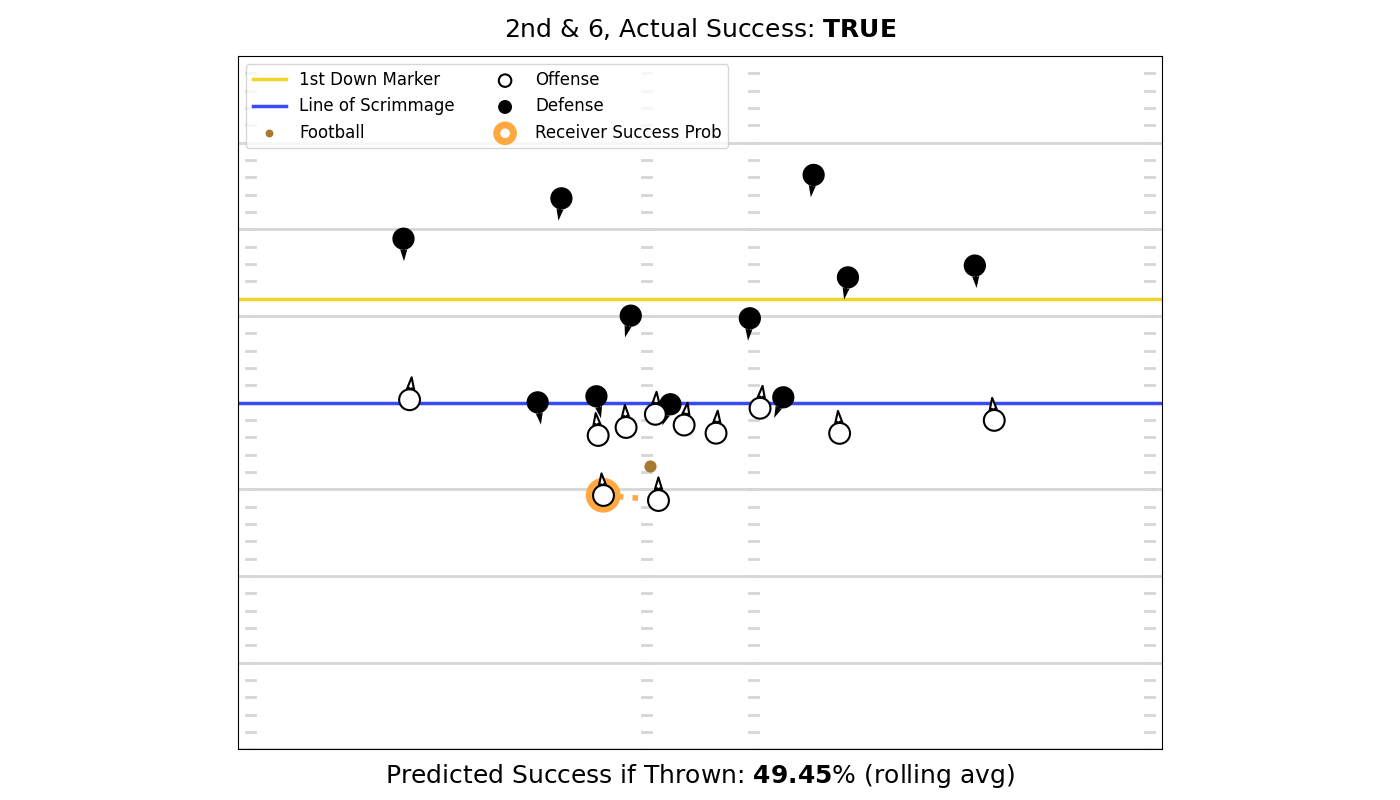 2nd & 6, Actual Success: TRUE
1st Down Marker
Line of Scrimmage
Football
Offense
Defense
Receiver Success Prob
Predicted Success if Thrown: 49.45% (rolling avg)